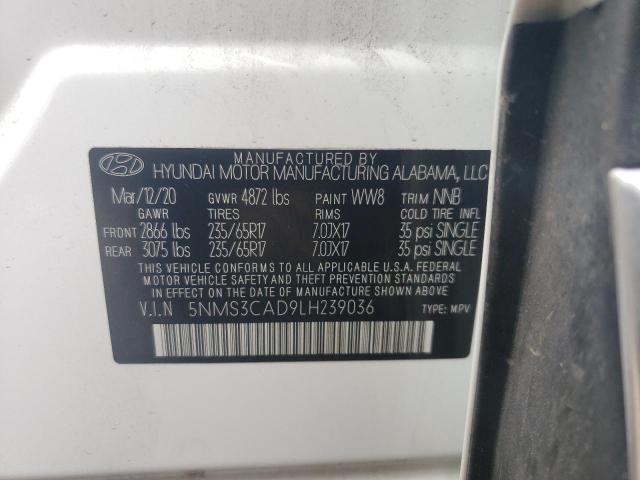 MANUFACTURED BY
HYUNDAI MOTOR MANUFACTURING ALABAMA, LLC
Mar/12/20 GVWR 4872 lbs PAINT WW8 TRIM NNB
GAWR TIRES RIMS COLD TIRE INFL
FRONT 2866 lbs 235/65R17 7.0JX17 35 psi SINGLE
REAR 3075 lbs 235/65R17 7.0JX17 35 psi SINGLE
THIS VEHICLE CONFORMS TO ALL APPLICABLE U.S.A. FEDERAL
MOTOR VEHICLE SAFETY, BUMPER, AND THEFT PREVENTION STANDARDS
IN EFFECT ON THE DATE OF MANUFACTURE SHOWN ABOVE.
V.I.N 5NMS3CAD9LH239036 TYPE: MPV